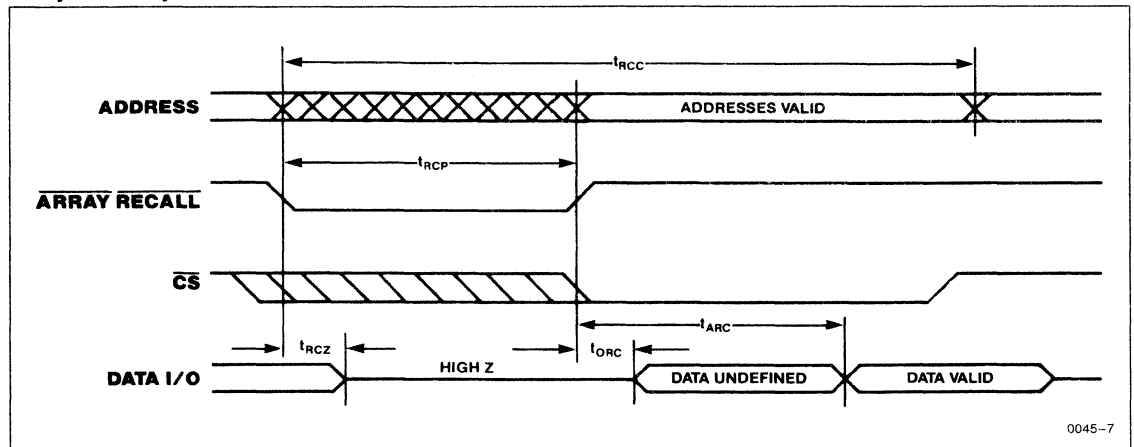 tRCC
ADDRESS
ADDRESSES VALID
tRCP
ARRAY RECALL
CS
tARC
tRCZ
tORC
DATA I/O
HIGH Z
DATA UNDEFINED
DATA VALID
0045-7